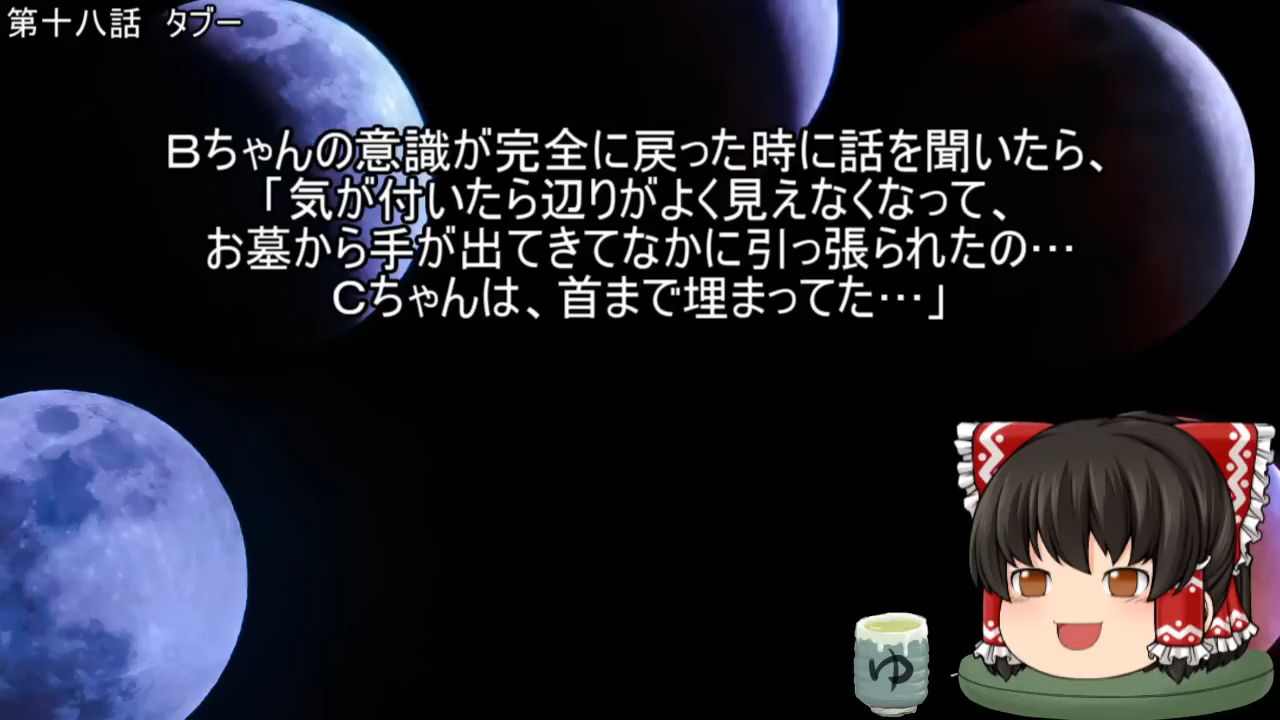 第十八話 タブー
Bちゃんの意識が完全に戻った時に話を聞いたら、
「気が付いたら辺りがよく見えなくなって、
お墓から手が出てきてなかに引っ張られたの…
Cちゃんは、首まで埋まってた…」
ゆ